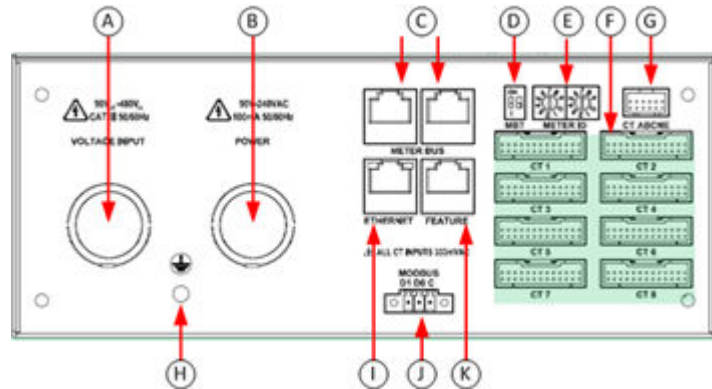 A
B
C
D
E
F
G
90V
CAT III 50/60Hz
VOLTAGE INPUT
90V-240VAC
50/60Hz
POWER
METER BUS
ON
MBT
METER ID
CT ABCNE
CT 1
CT 2
CT 3
CT 4
CT 5
CT 6
CT 7
CT 8
ETHERNET
FEATURE
ALL CT INPUTS 333mVAC
MODBUS
D1 D0 C
H
I
J
K